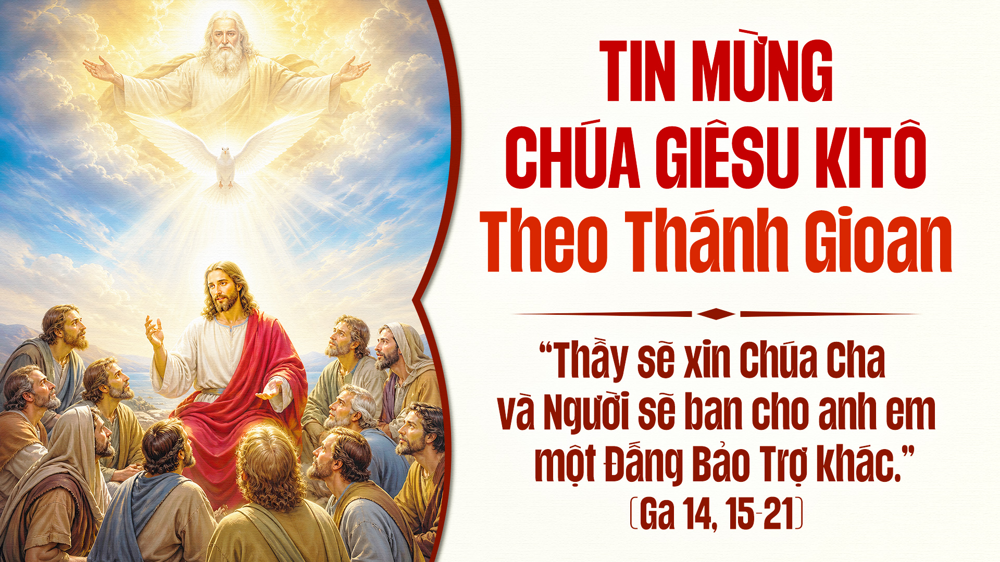 TIN MỪNG
CHÚA GIÊSU KITÔ
Theo Thánh Gioan
“Thầy sẽ xin Chúa Cha
và Người sẽ ban cho anh em
một Đấng Bảo Trợ khác.”
(Ga 14, 15-21)